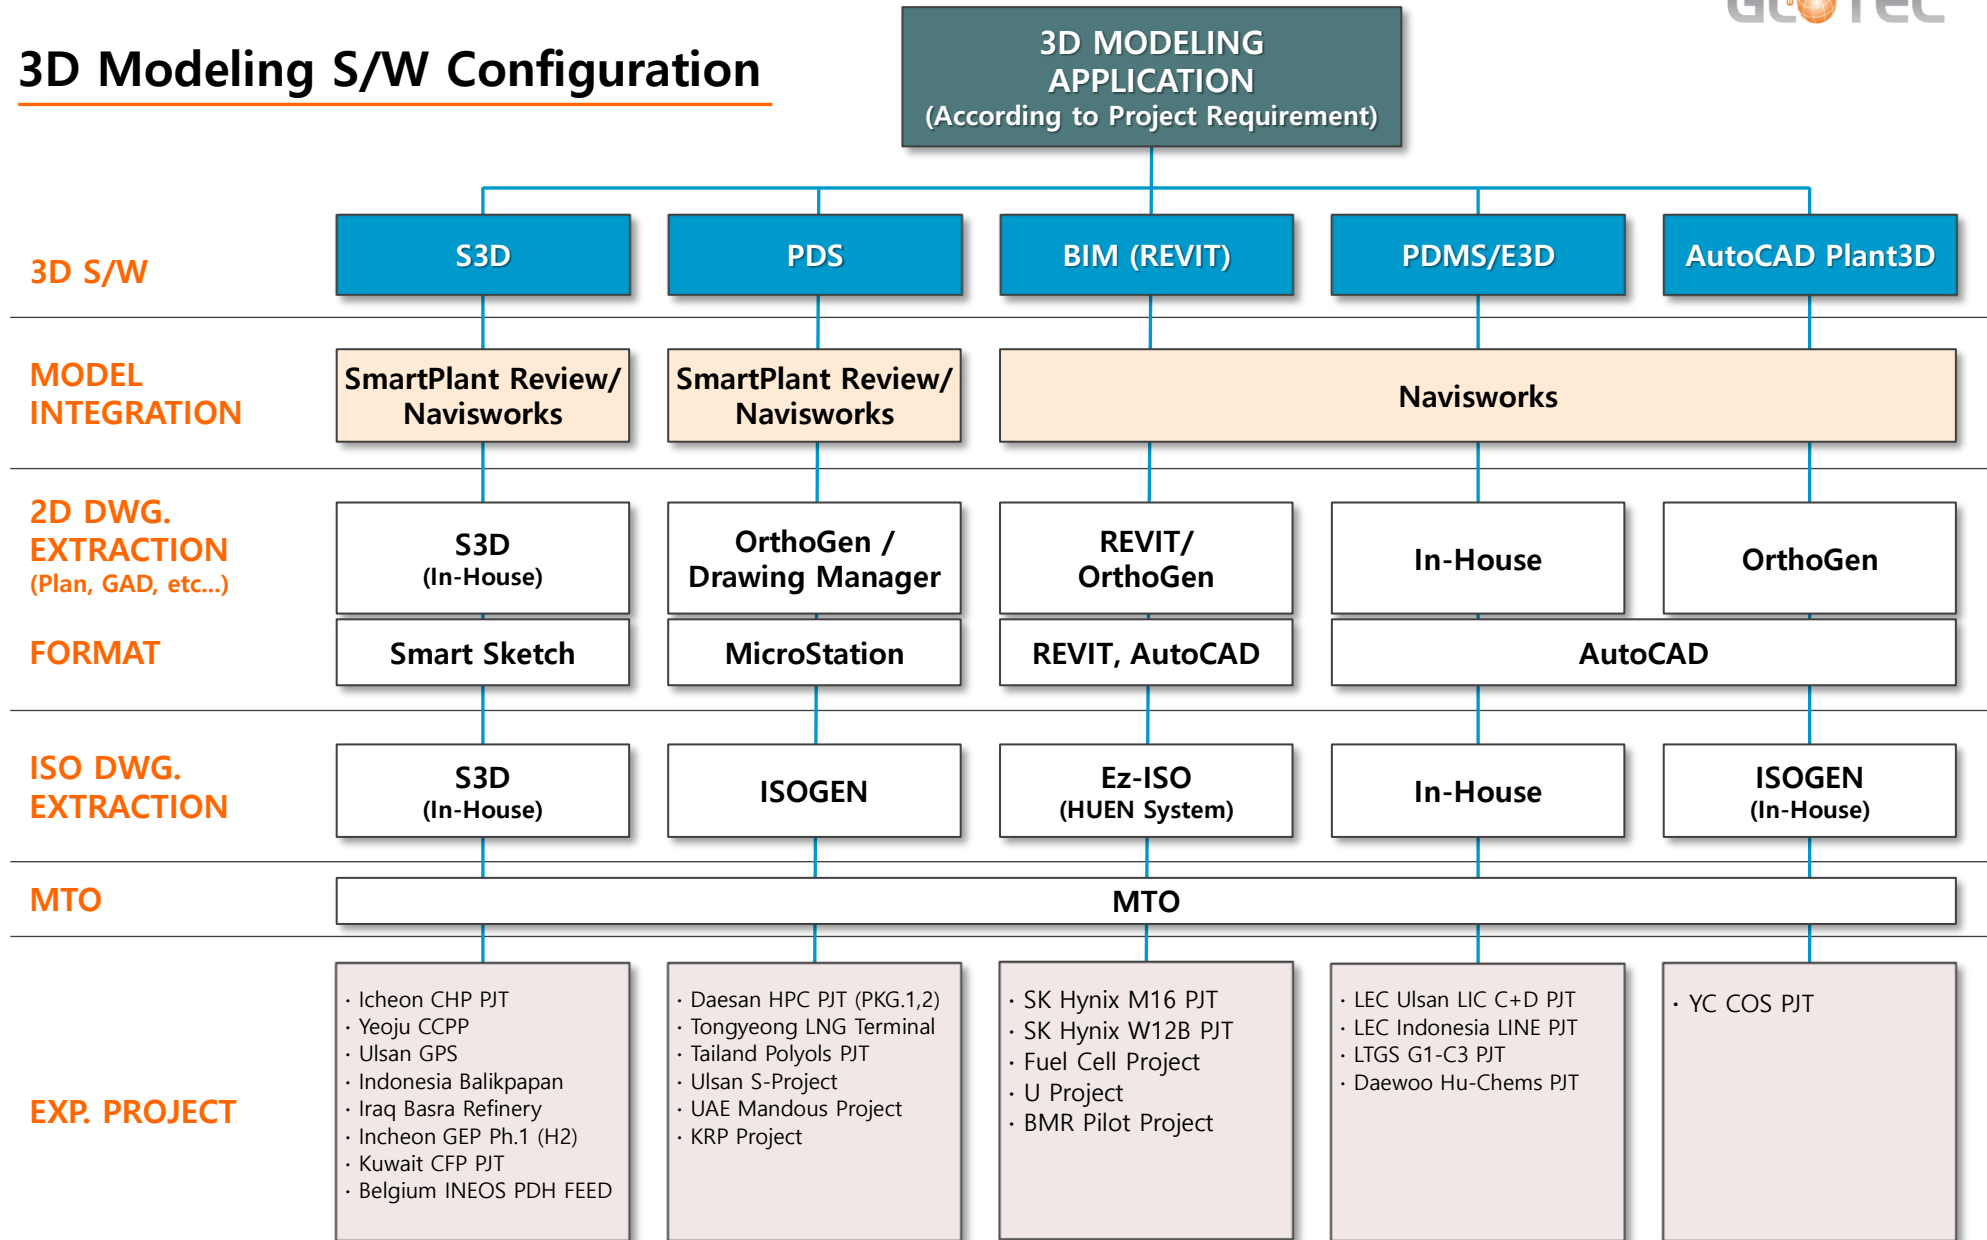 GLOTEC
3D Modeling S/W Configuration
3D MODELING
APPLICATION
(According to Project Requirement)
3D S/W
S3D
PDS
BIM (REVIT)
PDMS/E3D
AutoCAD Plant3D
MODEL
INTEGRATION
SmartPlant Review/
Navisworks
SmartPlant Review/
Navisworks
Navisworks
2D DWG.
EXTRACTION
(Plan, GAD, etc...)
S3D
(In-House)
OrthoGen /
Drawing Manager
REVIT/
OrthoGen
In-House
OrthoGen
FORMAT
Smart Sketch
MicroStation
REVIT, AutoCAD
AutoCAD
ISO DWG.
EXTRACTION
S3D
(In-House)
ISOGEN
Ez-ISO
(HUEN System)
In-House
ISOGEN
(In-House)
MTO
MTO
EXP. PROJECT
· Icheon CHP PJT
· Yeoju CCPP
· Ulsan GPS
· Indonesia Balikpapan
· Iraq Basra Refinery
· Incheon GEP Ph.1 (H2)
· Kuwait CFP PJT
· Belgium INEOS PDH FEED
· Daesan HPC PJT (PKG.1,2)
· Tongyeong LNG Terminal
· Tailand Polyols PJT
· Ulsan S-Project
· UAE Mandous Project
· KRP Project
· SK Hynix M16 PJT
· SK Hynix W12B PJT
· Fuel Cell Project
· U Project
· BMR Pilot Project
· LEC Ulsan LIC C+D PJT
· LEC Indonesia LINE PJT
· LTGS G1-C3 PJT
· Daewoo Hu-Chems PJT
· YC COS PJT